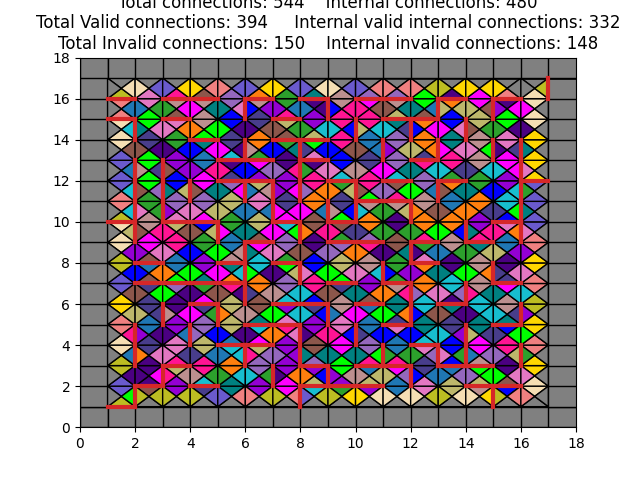 Total connections: 544    Internal connections: 480
Total Valid connections: 394    Internal valid internal connections: 332
Total Invalid connections: 150    Internal invalid connections: 148
18
16
14
12
10
8
6
4
2
0
0 2 4 6 8 10 12 14 16 18